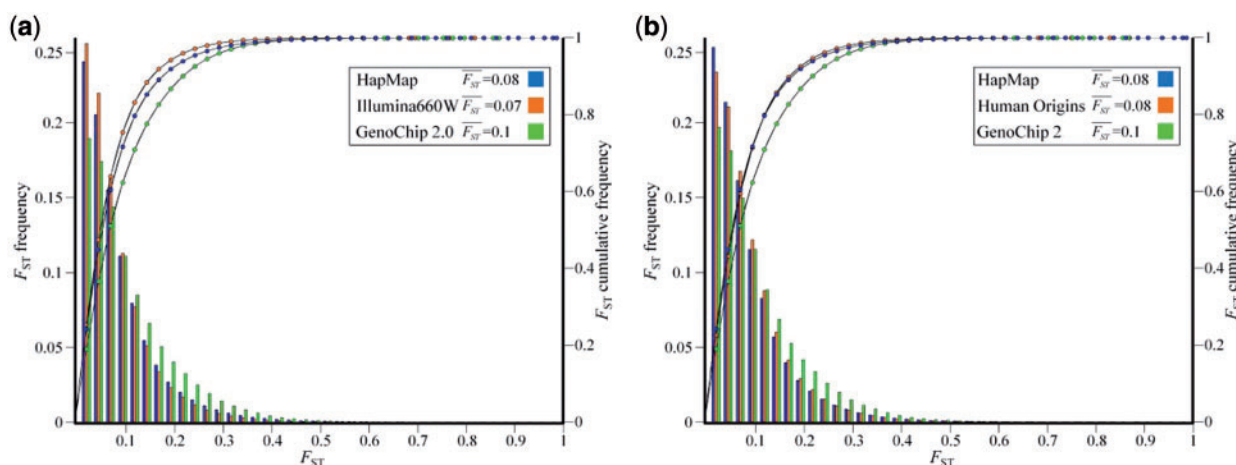 (a)
0.25
0.2
0.15
0.1
0.05
0
FST frequency
HapMap FST=0.08
Illumina660W FST=0.07
GenoChip 2.0 FST=0.1
1
0.8
0.6
0.4
0.2
0
FST cumulative frequency
0.1 0.2 0.3 0.4 0.5 0.6 0.7 0.8 0.9 1
FST
(b)
0.25
0.2
0.15
0.1
0.05
0
FST frequency
HapMap FST=0.08
Human Origins FST=0.08
GenoChip 2 FST=0.1
1
0.8
0.6
0.4
0.2
0
FST cumulative frequency
0.1 0.2 0.3 0.4 0.5 0.6 0.7 0.8 0.9 1
FST